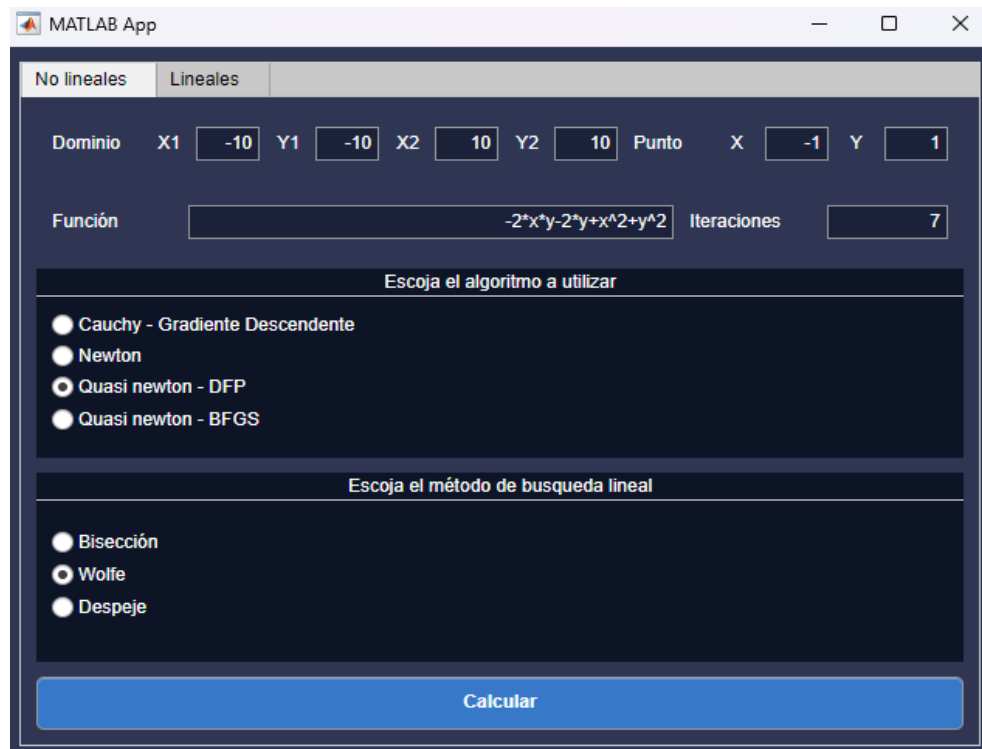 MATLAB App
No lineales Lineales
Dominio X1 -10 Y1 -10 X2 10 Y2 10 Punto X -1 Y 1
Función -2*x*y-2*y+x^2+y^2 Iteraciones 7
Escoja el algoritmo a utilizar
Cauchy - Gradiente Descendente
Newton
Quasi newton - DFP
Quasi newton - BFGS
Escoja el método de busqueda lineal
Bisección
Wolfe
Despeje
Calcular